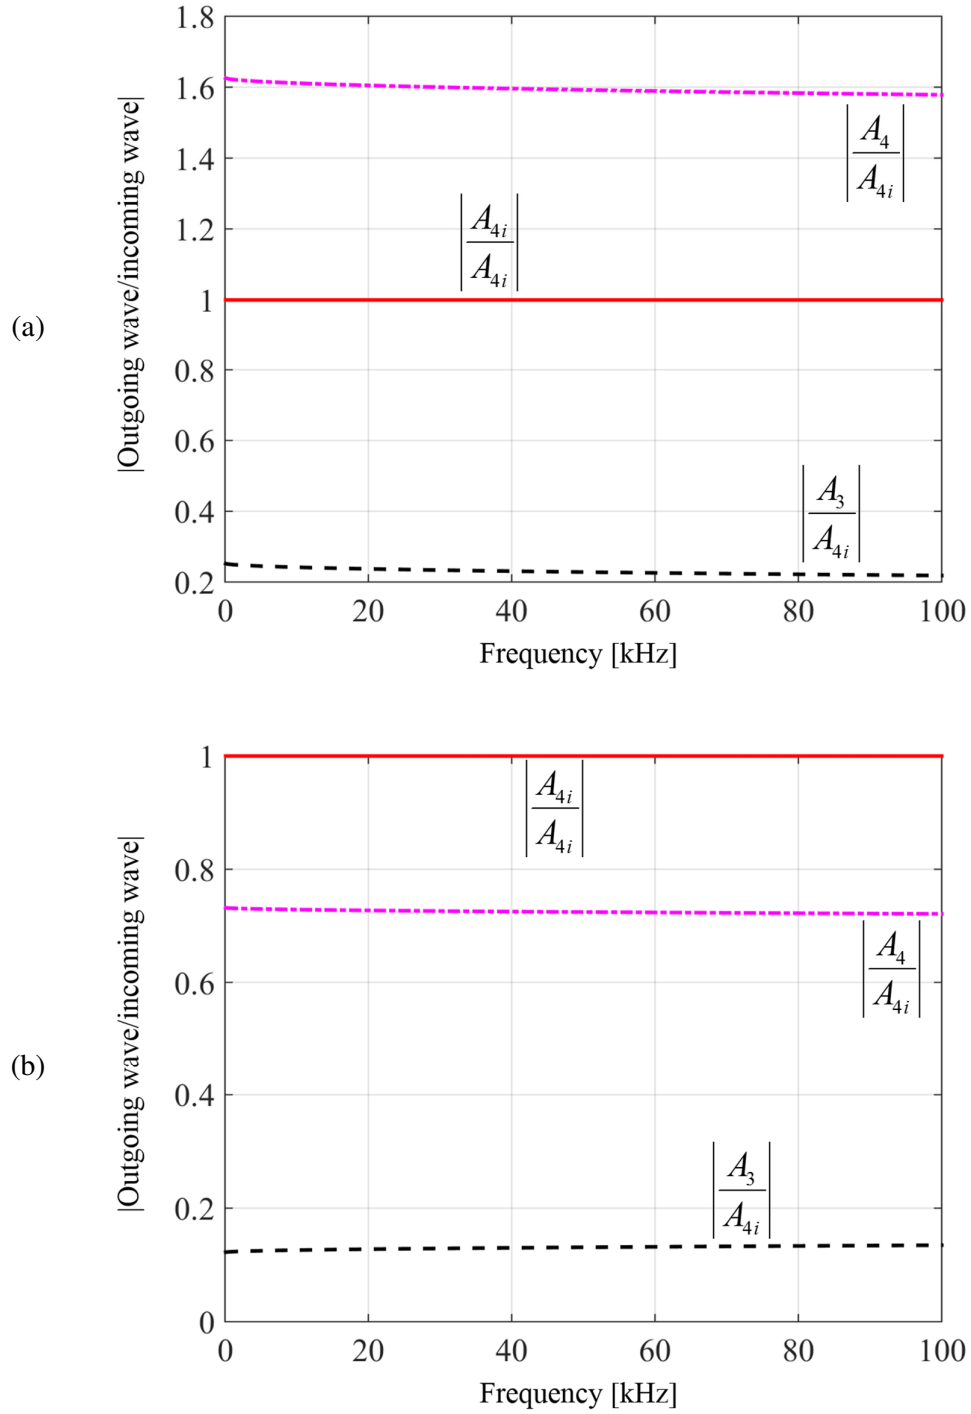 (a)
|Outgoing wave/incoming wave|
1.8
1.6
1.4
1.2
1
0.8
0.6
0.4
0.2
|A₄/A₄ᵢ|
|A₄ᵢ/A₄ᵢ|
|A₃/A₄ᵢ|
0 20 40 60 80 100
Frequency [kHz]
(b)
|Outgoing wave/incoming wave|
1
0.8
0.6
0.4
0.2
0
|A₄ᵢ/A₄ᵢ|
|A₄/A₄ᵢ|
|A₃/A₄ᵢ|
0 20 40 60 80 100
Frequency [kHz]